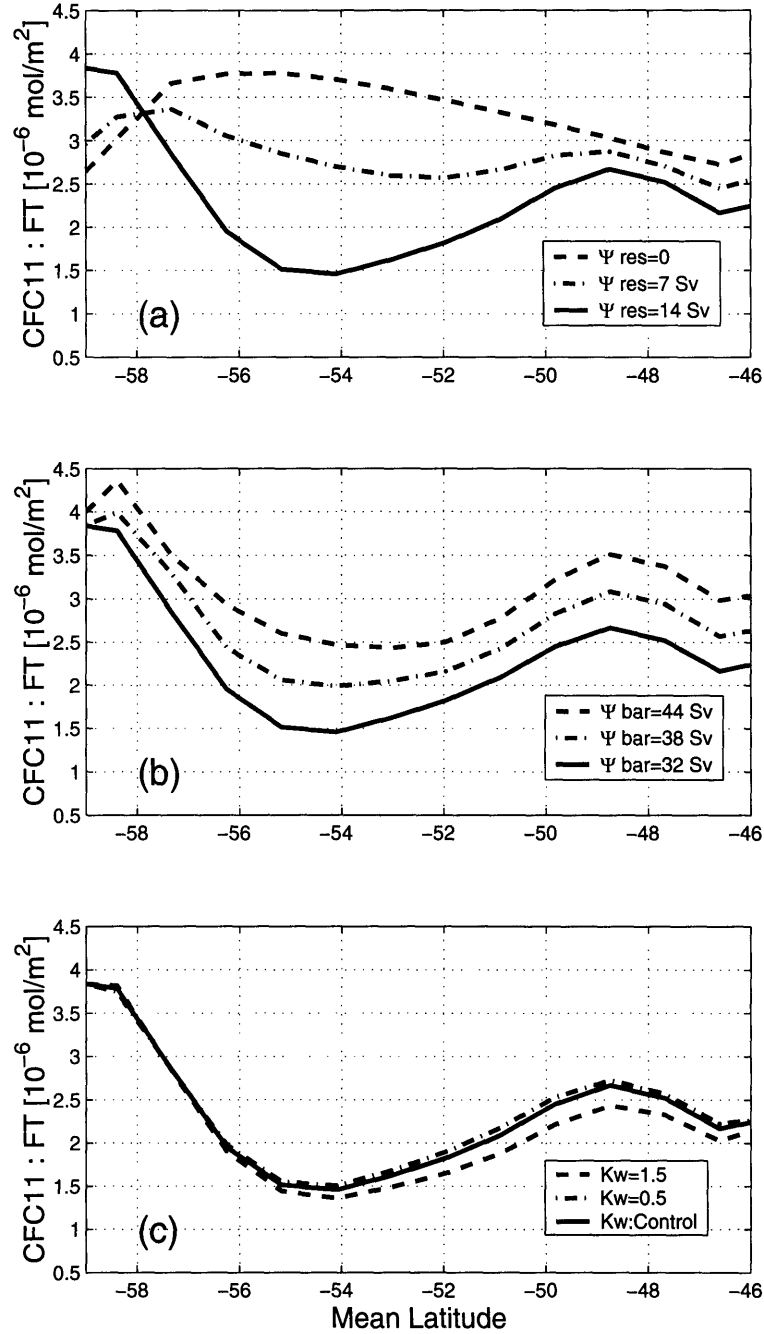 4.5
4
3.5
3
2.5
2
1.5
1
0.5
CFC11 : FT [10⁻⁶ mol/m²]
(a)
Ψ res=0
Ψ res=7 Sv
Ψ res=14 Sv
−58 −56 −54 −52 −50 −48 −46
4.5
4
3.5
3
2.5
2
1.5
1
0.5
CFC11 : FT [10⁻⁶ mol/m²]
(b)
Ψ bar=44 Sv
Ψ bar=38 Sv
Ψ bar=32 Sv
−58 −56 −54 −52 −50 −48 −46
4.5
4
3.5
3
2.5
2
1.5
1
0.5
CFC11 : FT [10⁻⁶ mol/m²]
(c)
Kw=1.5
Kw=0.5
Kw:Control
−58 −56 −54 −52 −50 −48 −46
Mean Latitude